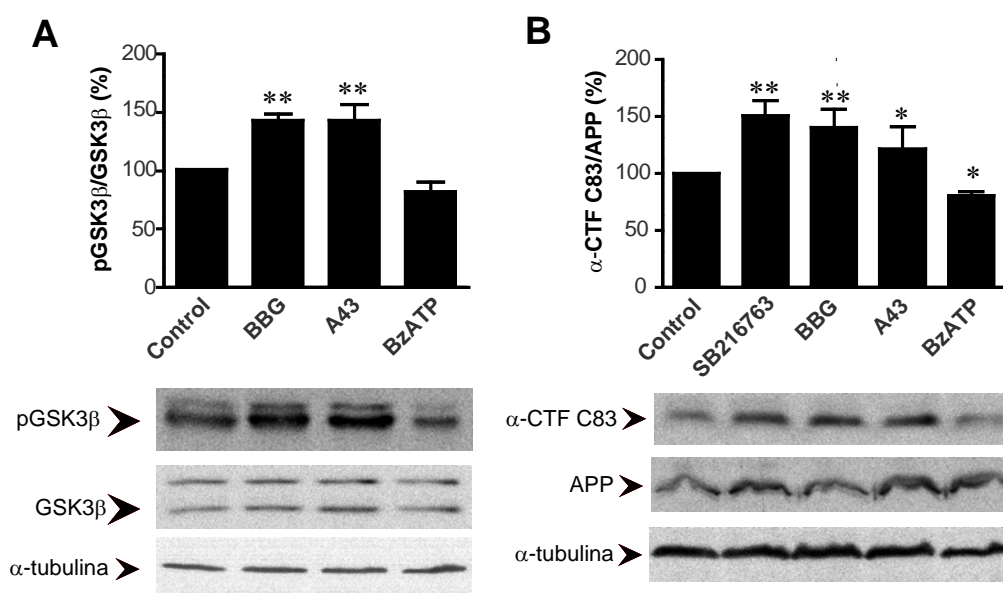 A
200
150
100
50
0
pGSK3β/GSK3β (%)
**
**
Control
BBG
A43
BzATP
pGSK3β
GSK3β
α-tubulina
B
200
150
100
50
0
α-CTF C83/APP (%)
**
**
*
*
Control
SB216763
BBG
A43
BzATP
α-CTF C83
APP
α-tubulina